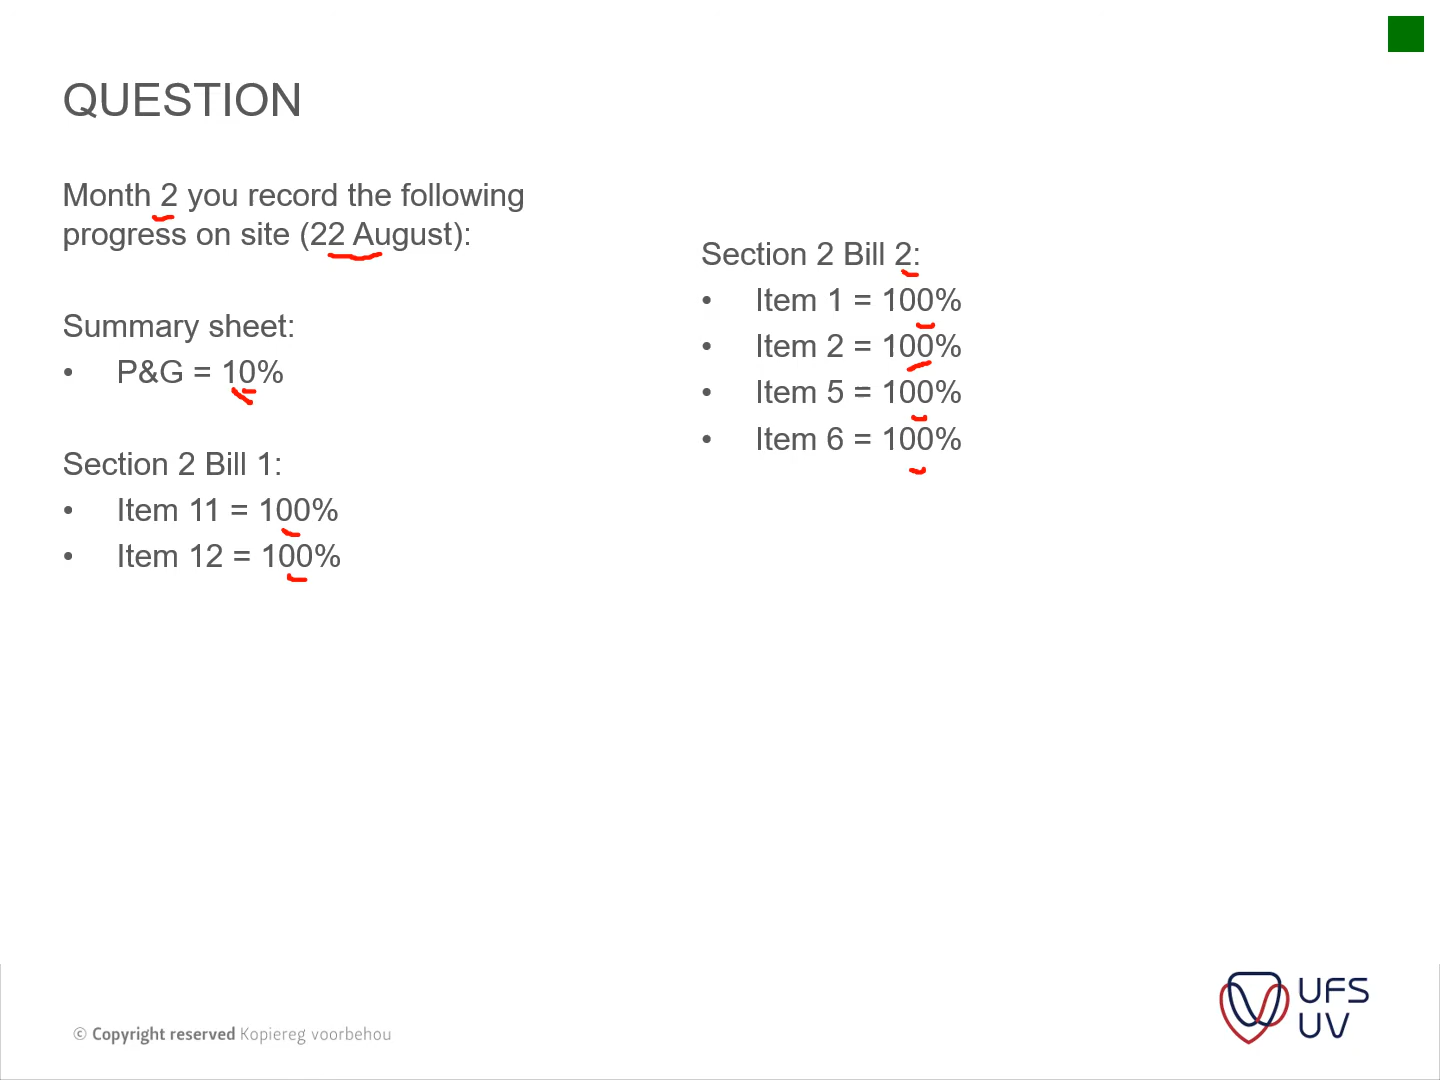 QUESTION
Month 2 you record the following
progress on site (22 August):
Summary sheet:
• P&G = 10%
Section 2 Bill 1:
• Item 11 = 100%
• Item 12 = 100%
Section 2 Bill 2:
• Item 1 = 100%
• Item 2 = 100%
• Item 5 = 100%
• Item 6 = 100%
© Copyright reserved Kopiereg voorbehou
UFS
UV